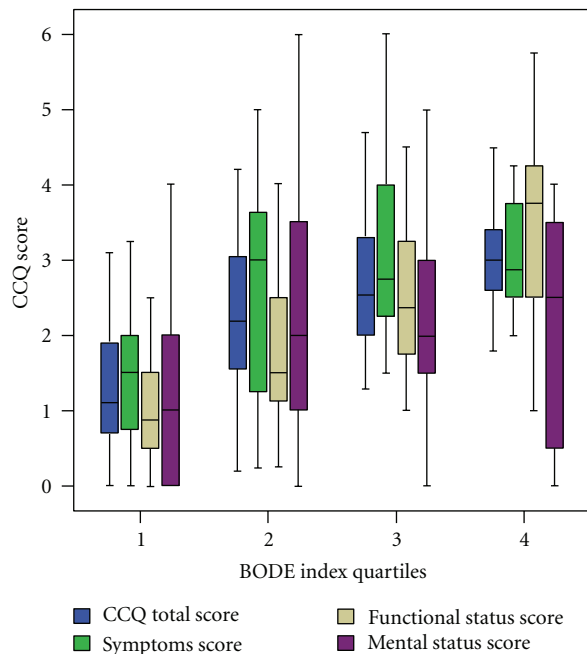 6
5
4
3
2
1
0
CCQ score
1 2 3 4
BODE index quartiles
CCQ total score Functional status score
Symptoms score Mental status score